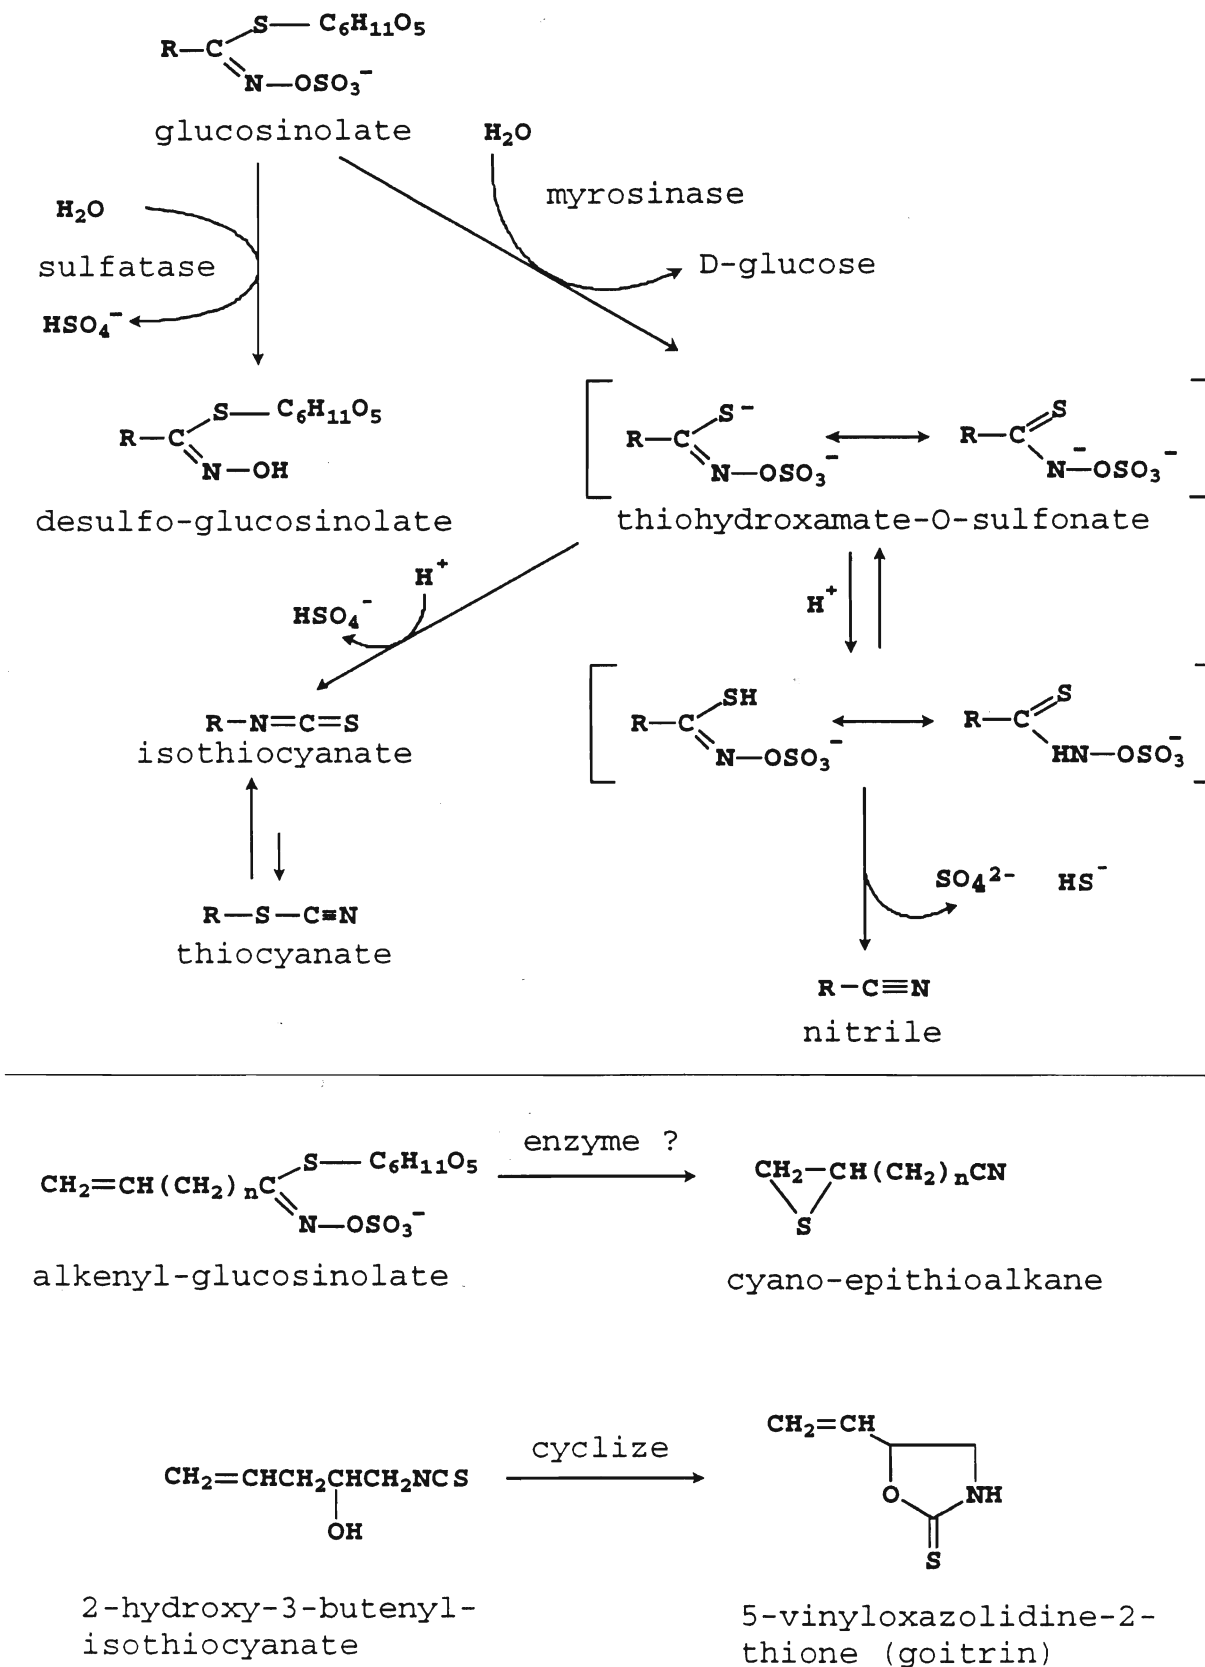 S—C₆H₁₁O₅
R—C
N—OSO₃⁻
glucosinolate
H₂O
myrosinase
H₂O
sulfatase
D-glucose
HSO₄⁻
S—C₆H₁₁O₅
R—C
N—OH
desulfo-glucosinolate
S⁻
R—C
N—OSO₃⁻
S
R—C
N⁻—OSO₃⁻
thiohydroxamate-O-sulfonate
H⁺
HSO₄⁻
H⁺
R—N=C=S
isothiocyanate
SH
R—C
N—OSO₃⁻
S
R—C
HN—OSO₃⁻
R—S—C≡N
thiocyanate
SO₄²⁻ HS⁻
R—C≡N
nitrile
enzyme ?
S—C₆H₁₁O₅
CH₂=CH(CH₂)ₙC
N—OSO₃⁻
alkenyl-glucosinolate
CH₂—CH(CH₂)ₙCN
S
cyano-epithioalkane
cyclize
CH₂=CHCH₂CHCH₂NCS
OH
2-hydroxy-3-butenyl-
isothiocyanate
CH₂=CH
O NH
S
5-vinyloxazolidine-2-
thione (goitrin)